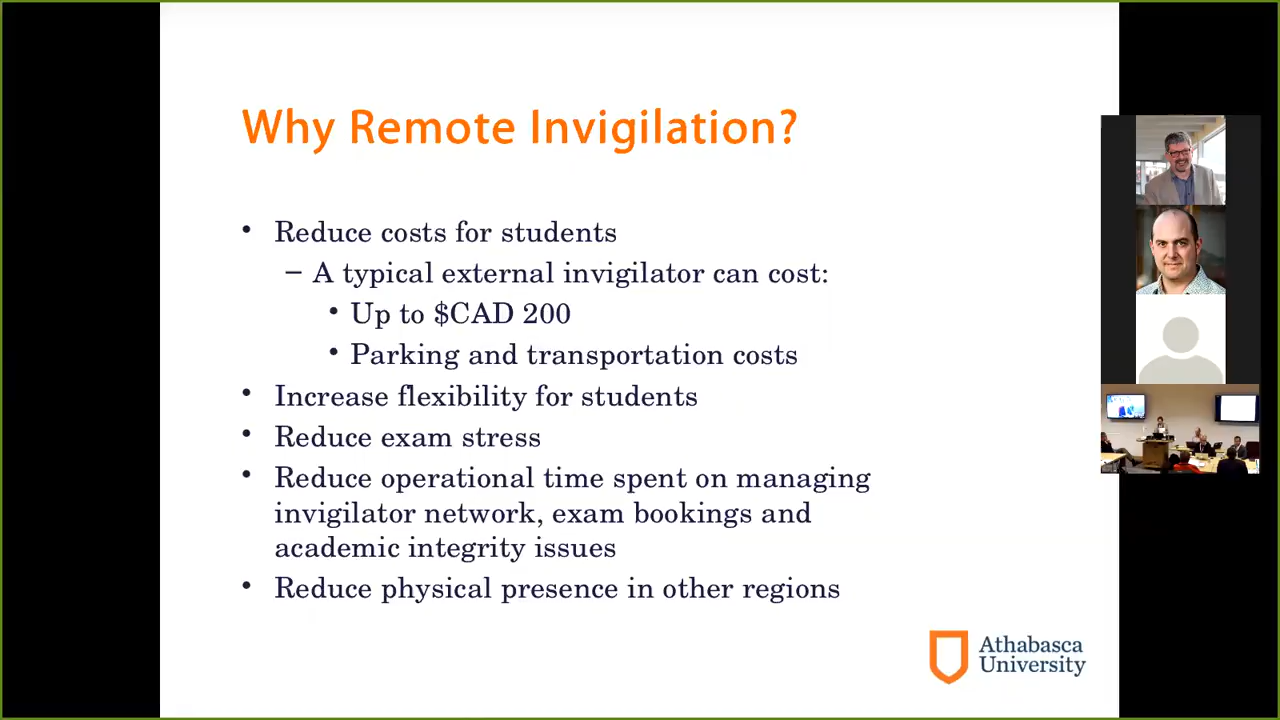 Why Remote Invigilation?
• Reduce costs for students
– A typical external invigilator can cost:
• Up to $CAD 200
• Parking and transportation costs
• Increase flexibility for students
• Reduce exam stress
• Reduce operational time spent on managing
invigilator network, exam bookings and
academic integrity issues
• Reduce physical presence in other regions
Athabasca
University